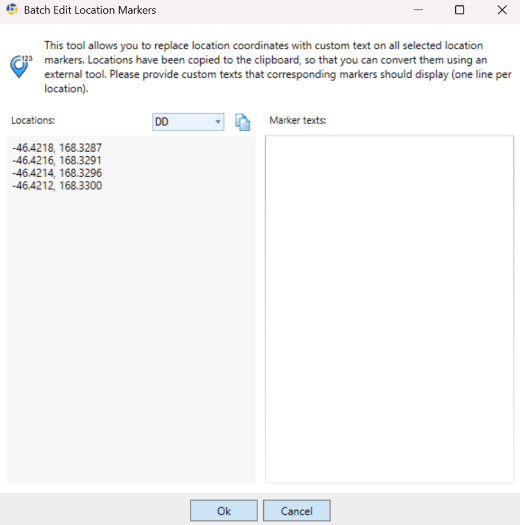 Batch Edit Location Markers
123
This tool allows you to replace location coordinates with custom text on all selected location
markers. Locations have been copied to the clipboard, so that you can convert them using an
external tool. Please provide custom texts that corresponding markers should display (one line per
location).
Locations:
DD
Marker texts:
-46.4218, 168.3287
-46.4216, 168.3291
-46.4214, 168.3296
-46.4212, 168.3300
Ok
Cancel